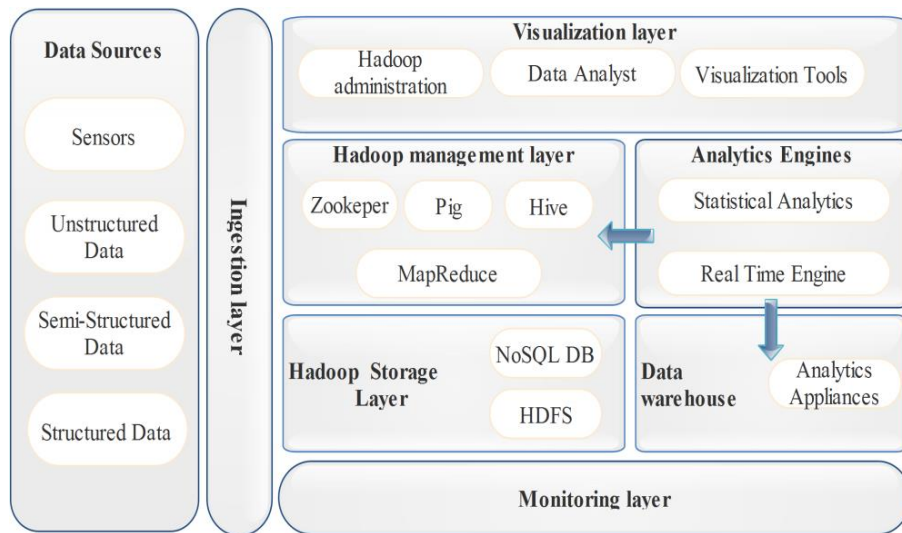 Data Sources
Sensors
Unstructured
Data
Semi-Structured
Data
Structured Data
Ingestion layer
Visualization layer
Hadoop
administration
Data Analyst
Visualization Tools
Hadoop management layer
Zookeper
Pig
Hive
MapReduce
Analytics Engines
Statistical Analytics
Real Time Engine
Hadoop Storage
Layer
NoSQL DB
HDFS
Data
warehouse
Analytics
Appliances
Monitoring layer